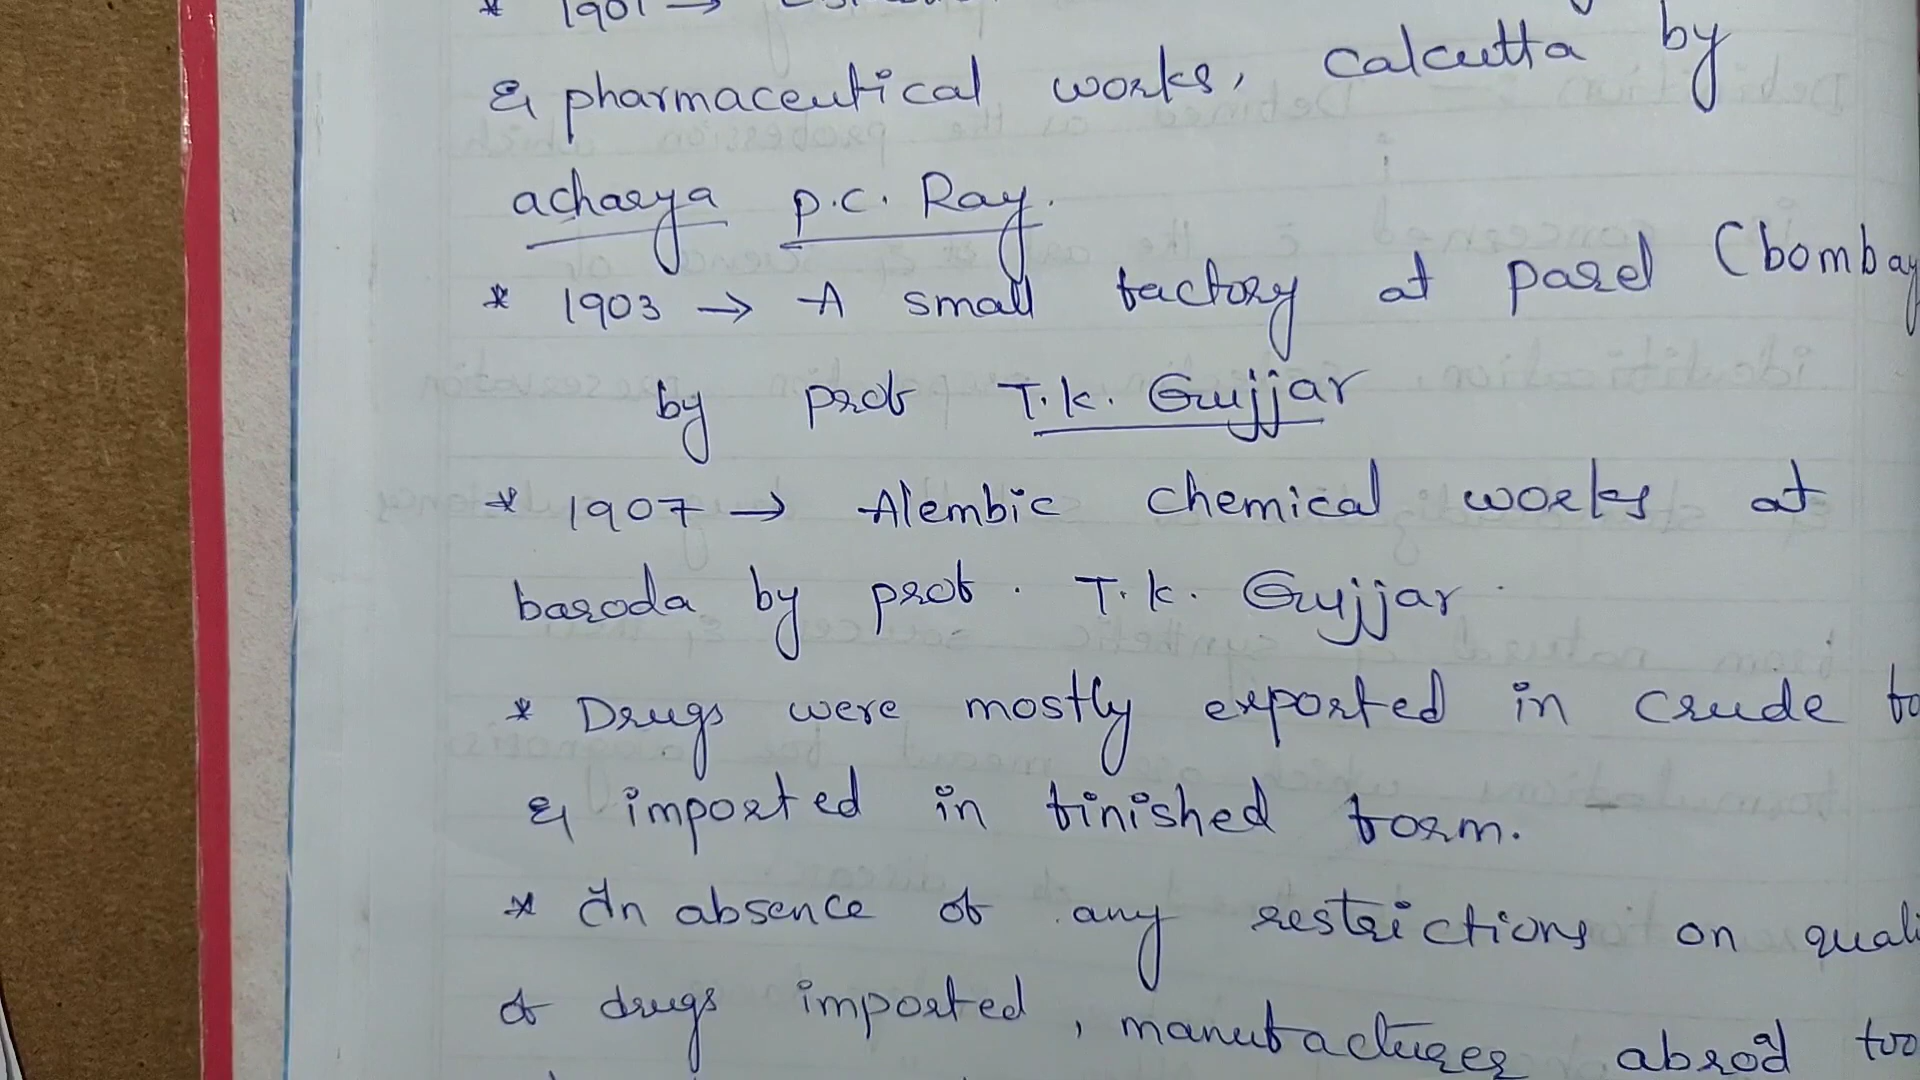 * 1901 →
& pharmaceutical works, calcutta by
acharya p.c. Ray.
* 1903 → A small factory at parel (bombay
by prof T.k. Gujjar
* 1907 → Alembic chemical works at
baroda by prof. T.k. Gujjar.
* Drugs were mostly exported in crude fo
& imported in finished form.
* In absence of any restrictions on quali
of drugs imported, manufacturer abroad too